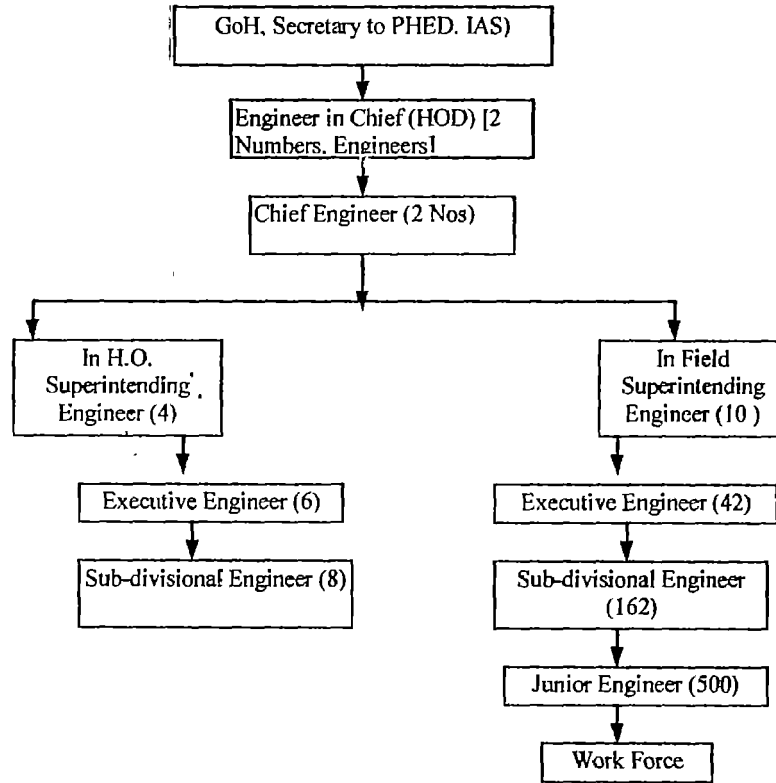 GoH, Secretary to PHED. IAS)
Engineer in Chief (HOD) [2
Numbers. Engineers]
Chief Engineer (2 Nos)
In H.O.
Superintending
Engineer (4)
In Field
Superintending
Engineer (10 )
Executive Engineer (6)
Executive Engineer (42)
Sub-divisional Engineer (8)
Sub-divisional Engineer
(162)
Junior Engineer (500)
Work Force